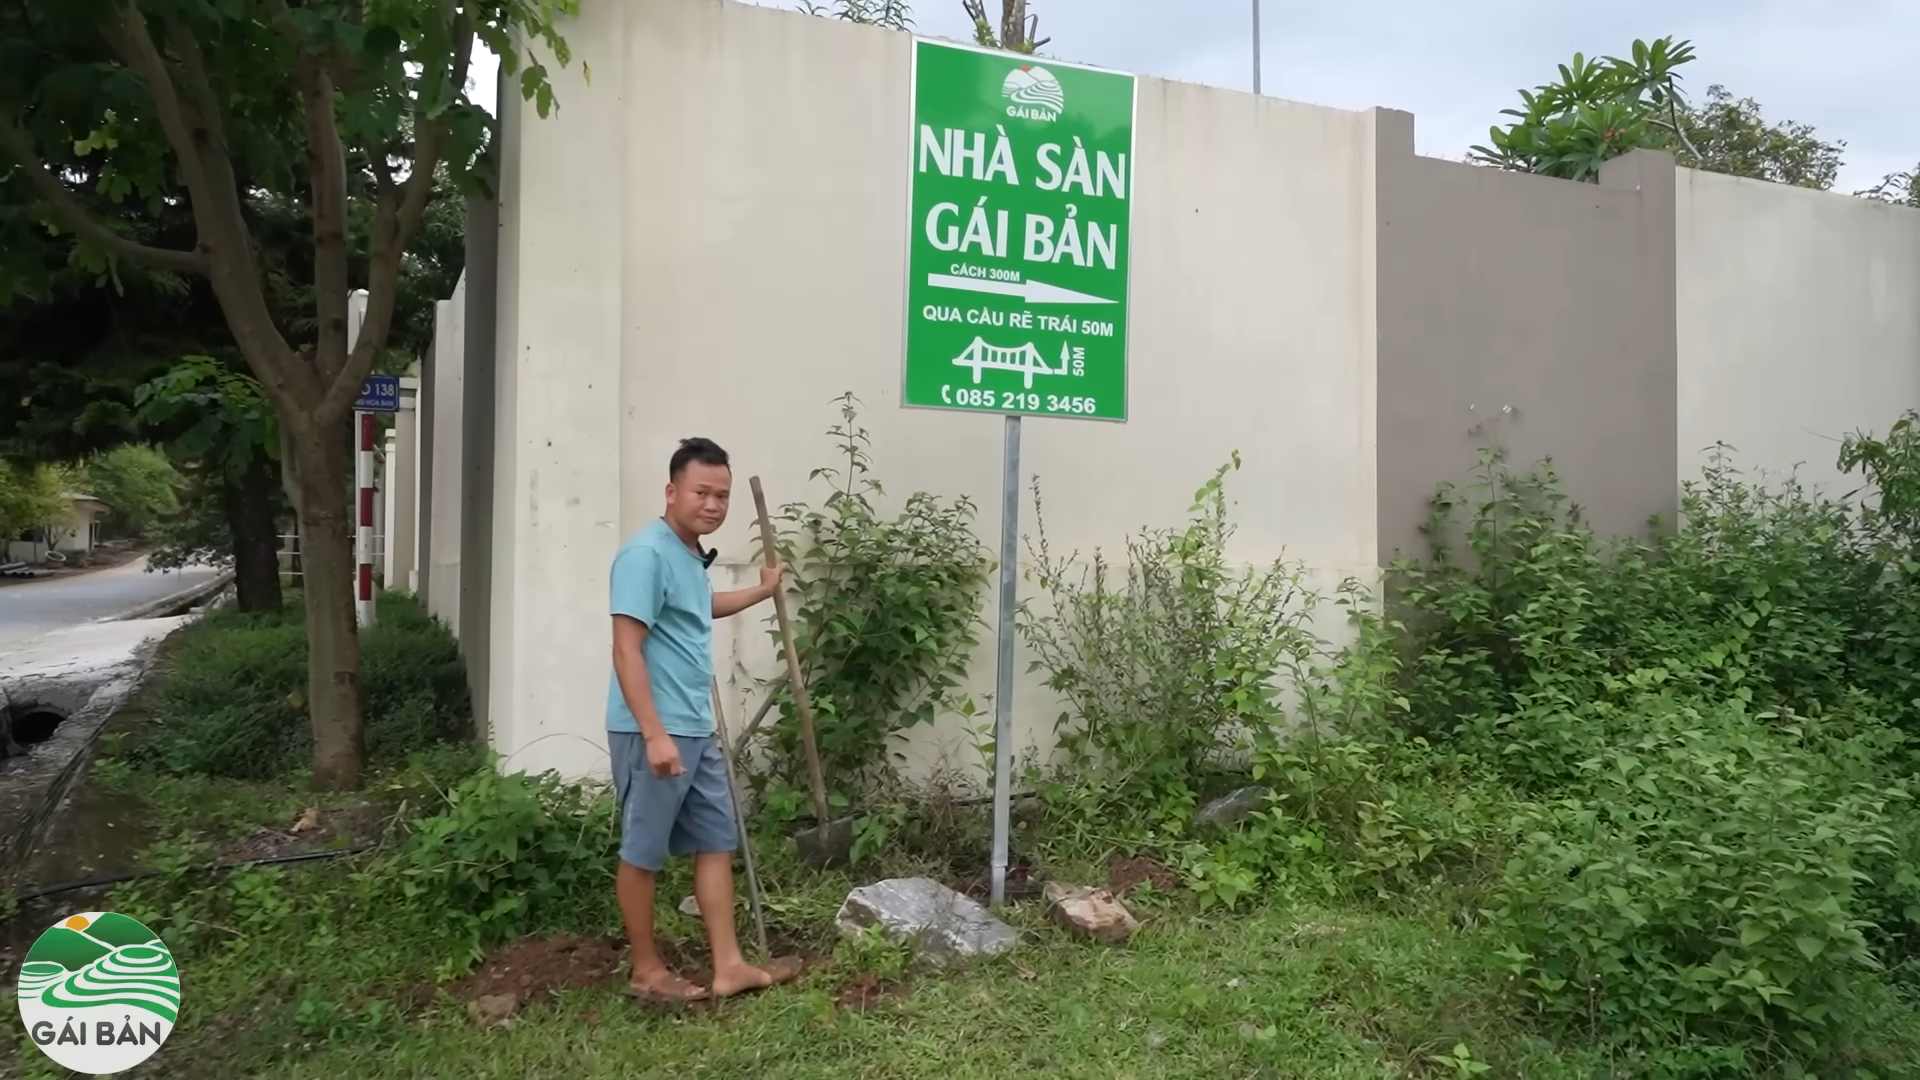 GÁI BẢN
NHÀ SÀN
GÁI BẢN
CÁCH 300M
QUA CẦU RẼ TRÁI 50M
50M
085 219 3456
138
GÁI BẢN